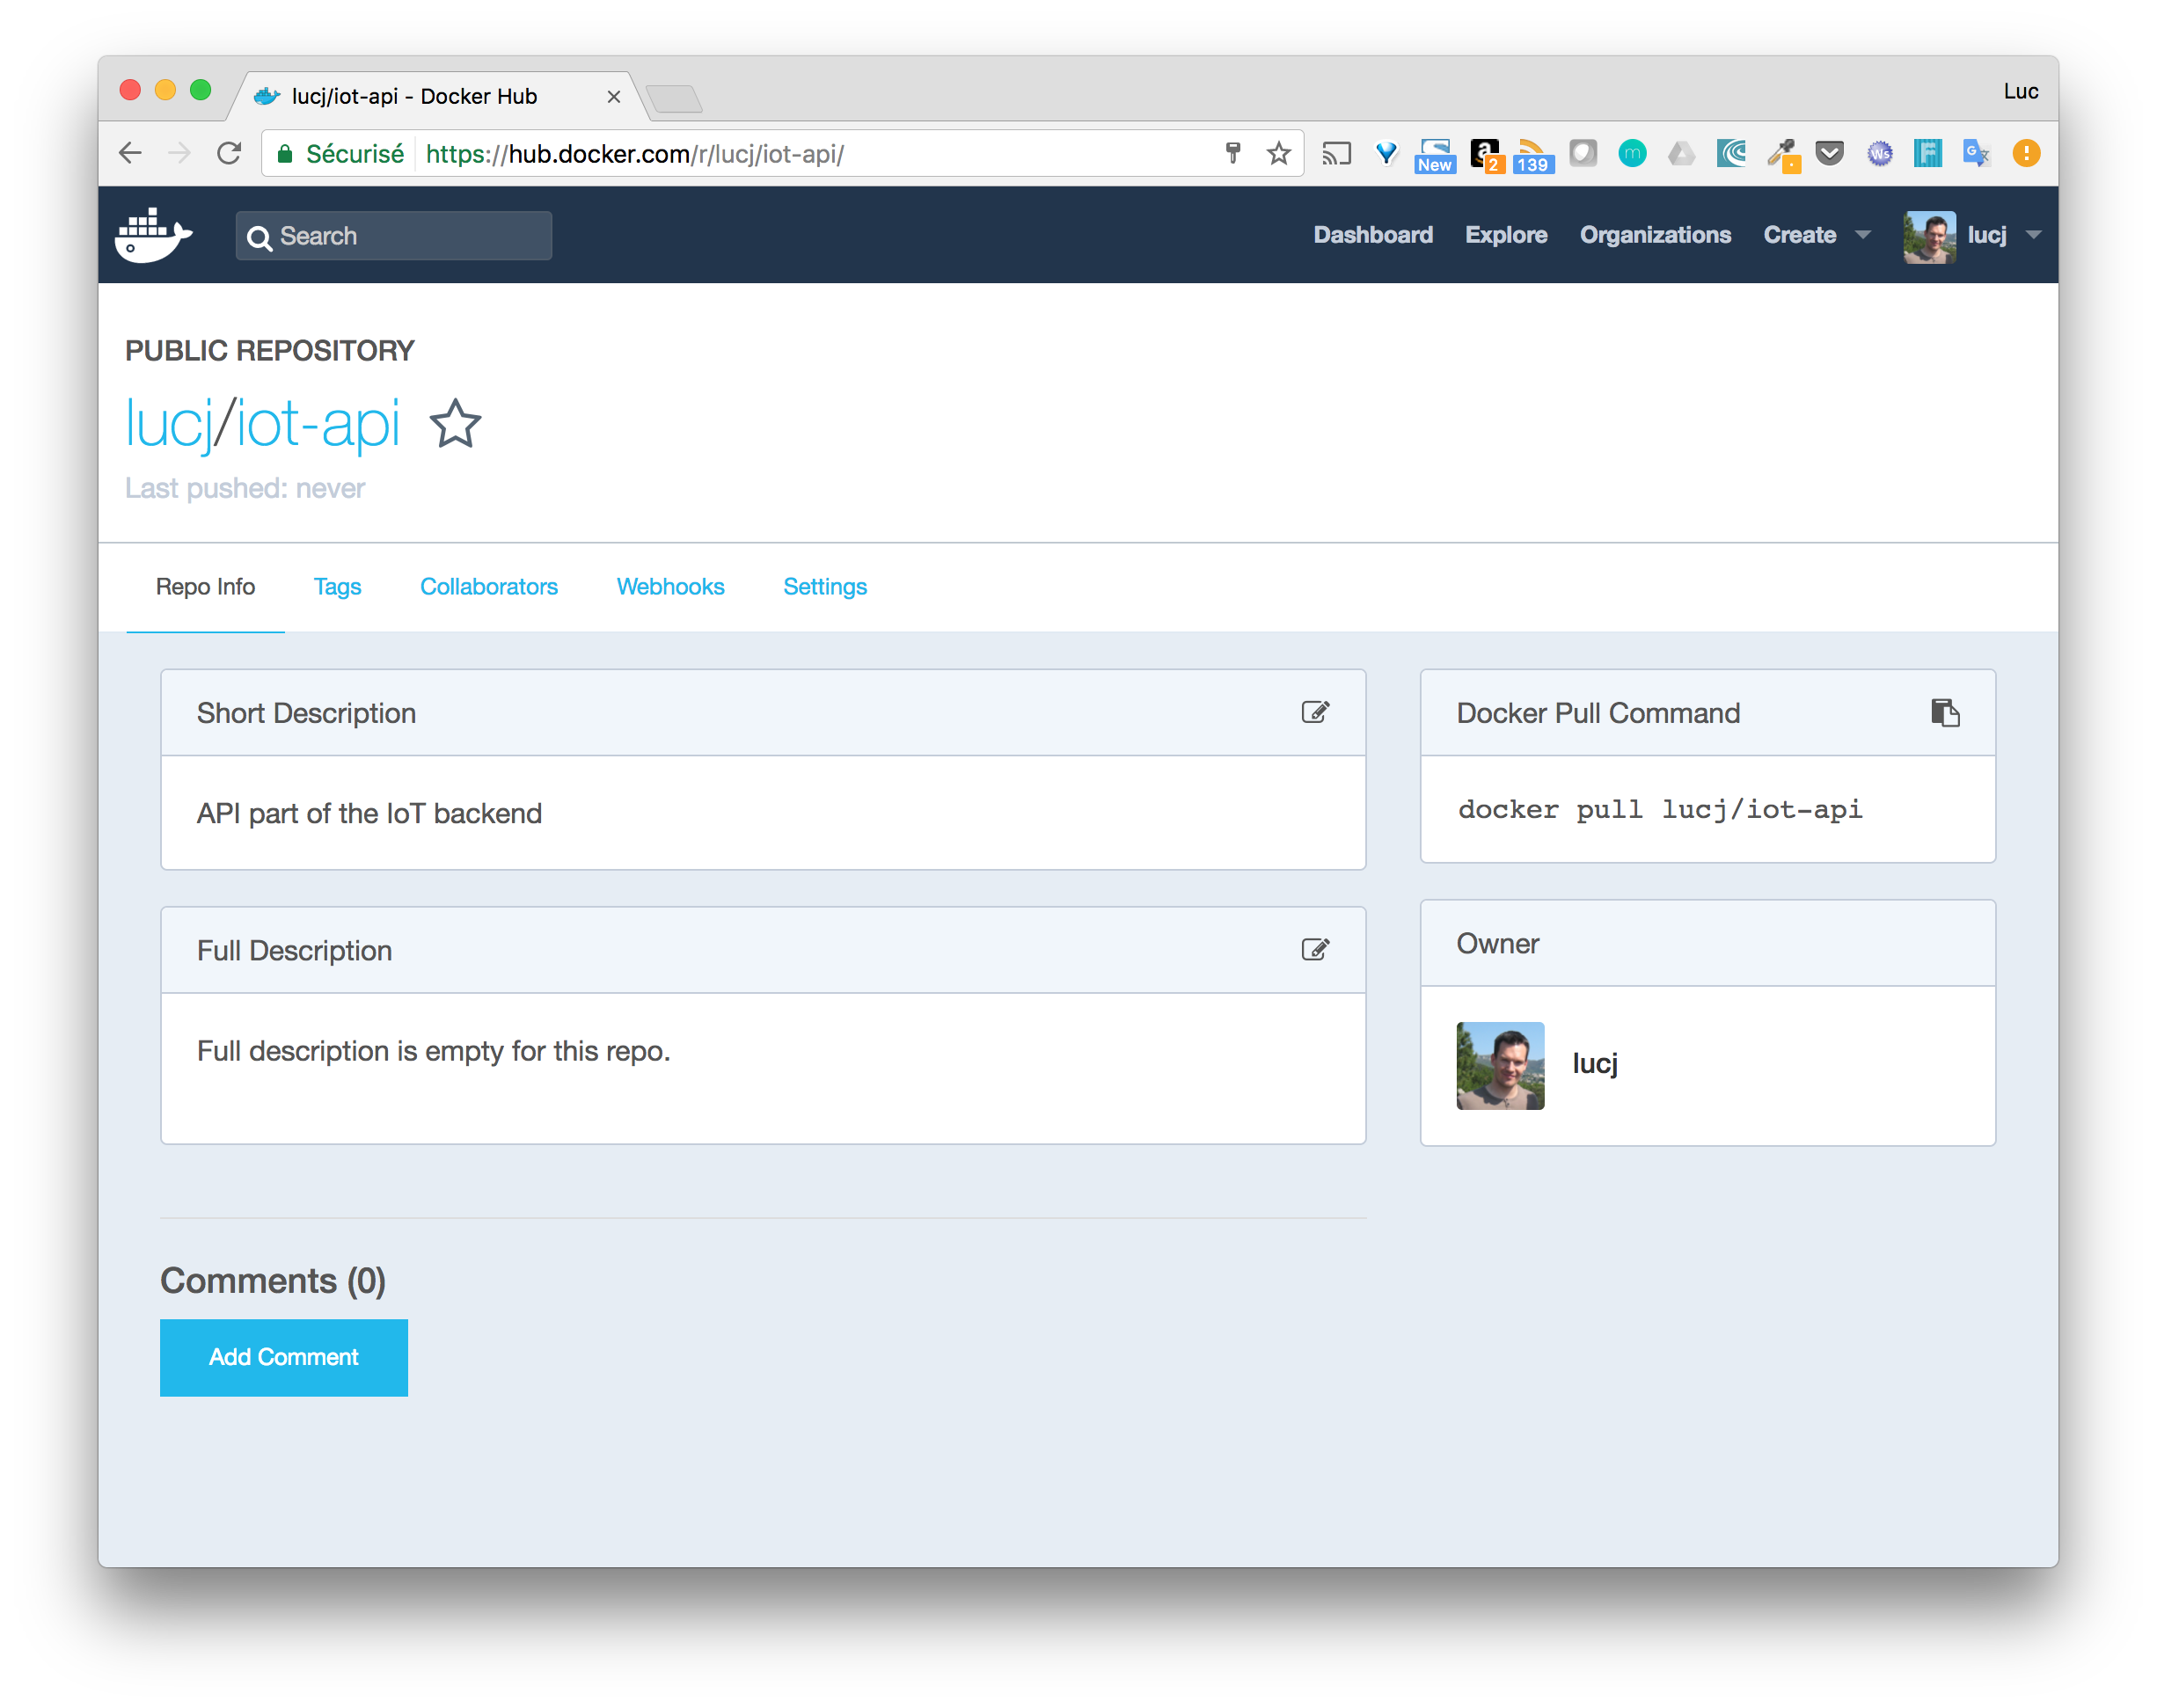 lucj/iot-api - Docker Hub
Luc
Sécurisé https://hub.docker.com/r/lucj/iot-api/
New 2 139 m Ws G
Search Dashboard Explore Organizations Create lucj
PUBLIC REPOSITORY
lucj/iot-api
Last pushed: never
Repo Info Tags Collaborators Webhooks Settings
Short Description
API part of the IoT backend
Docker Pull Command
docker pull lucj/iot-api
Full Description
Full description is empty for this repo.
Owner
lucj
Comments (0)
Add Comment